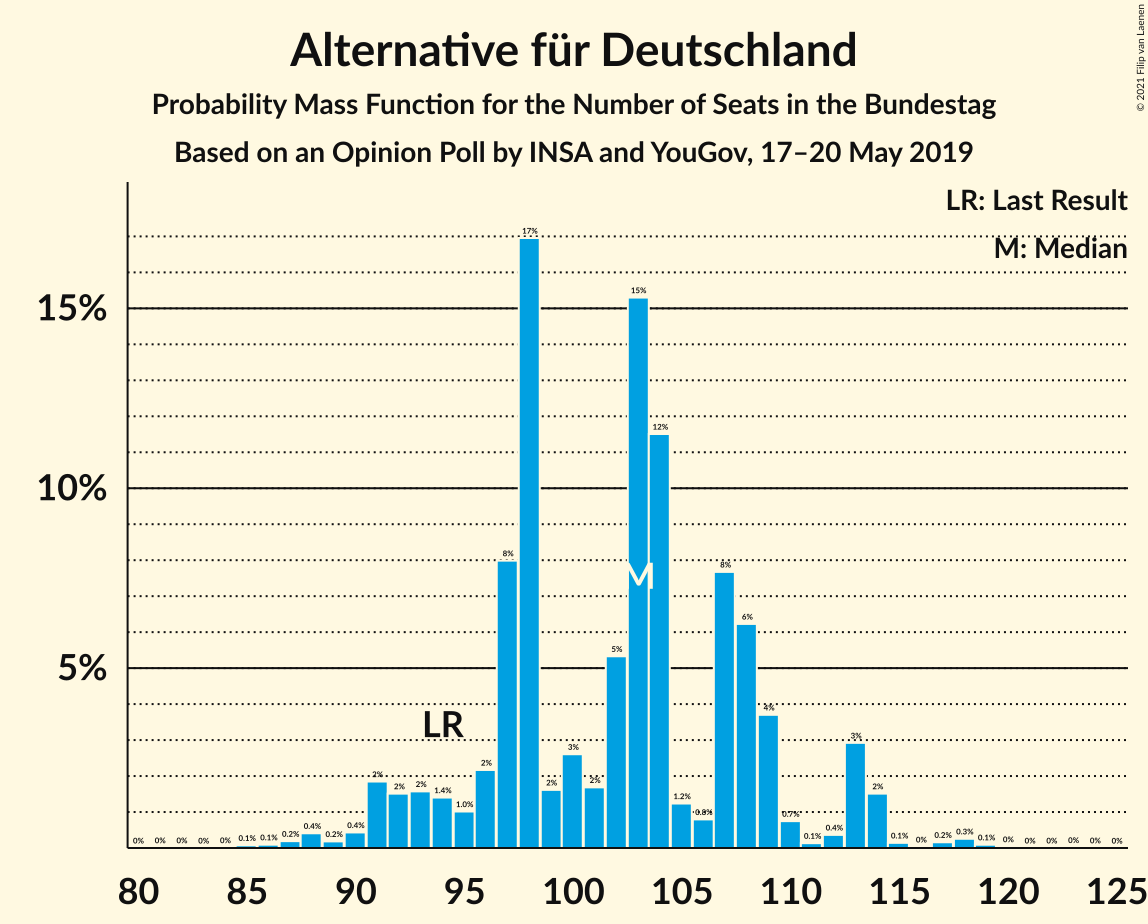 Alternative für Deutschland
Probability Mass Function for the Number of Seats in the Bundestag
Based on an Opinion Poll by INSA and YouGov, 17–20 May 2019
© 2021 Filip van Laenen
LR: Last Result
M: Median
15%
10%
5%
0% 0% 0% 0% 0% 0.1% 0.1% 0.2% 0.4% 0.2% 0.4% 2% 2% 2% 1.4% 1.0% 2% 8% 17% 2% 3% 2% 5% 15% 12% 1.2% 0.8% 8% 6% 4% 0.7% 0.1% 0.4% 3% 2% 0.1% 0% 0.2% 0.3% 0.1% 0% 0% 0% 0% 0% 0%
LR
M
80 85 90 95 100 105 110 115 120 125